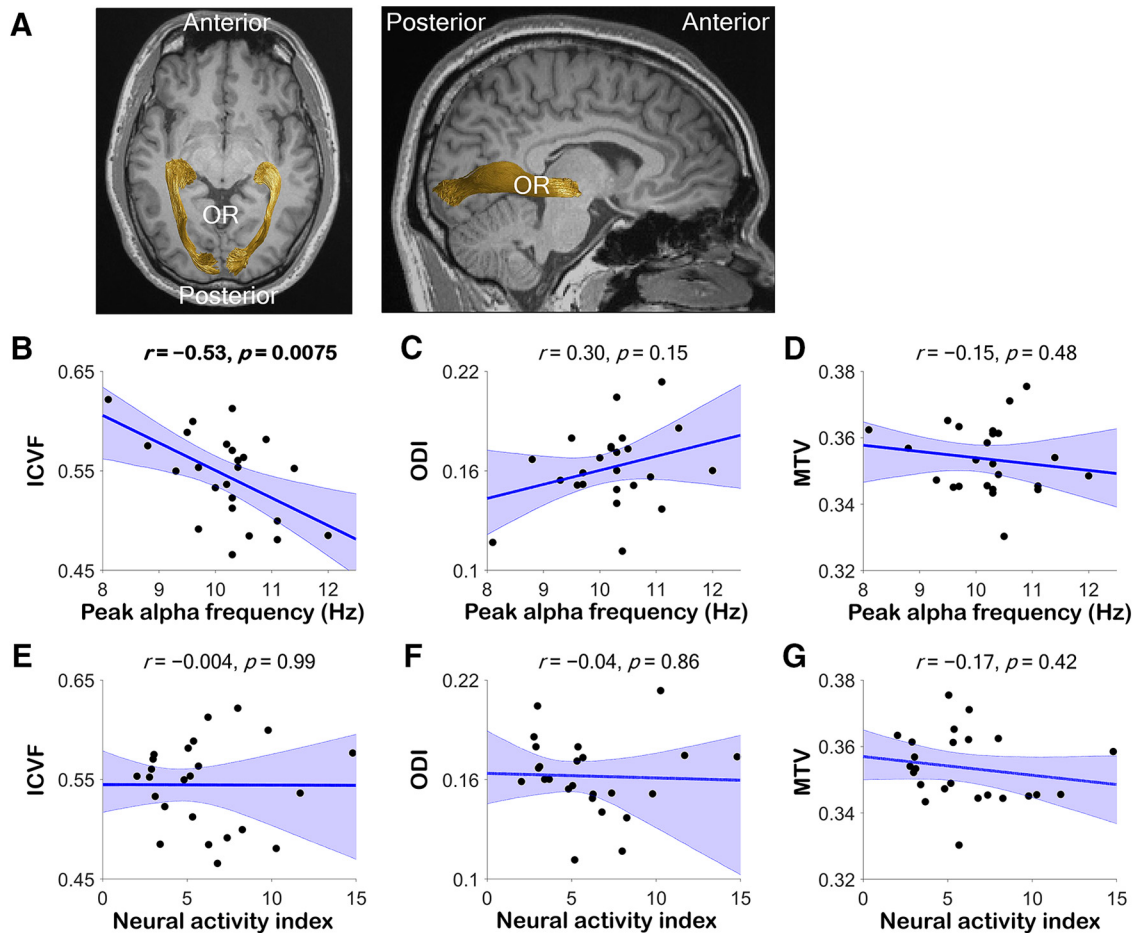 A
Anterior
OR
Posterior
Posterior Anterior
OR
B
r = −0.53, p = 0.0075
ICVF
0.65
0.55
0.45
8 9 10 11 12
Peak alpha frequency (Hz)
C
r = 0.30, p = 0.15
ODI
0.22
0.16
0.1
8 9 10 11 12
Peak alpha frequency (Hz)
D
r = −0.15, p = 0.48
MTV
0.38
0.36
0.34
0.32
8 9 10 11 12
Peak alpha frequency (Hz)
E
r = −0.004, p = 0.99
ICVF
0.65
0.55
0.45
0 5 10 15
Neural activity index
F
r = −0.04, p = 0.86
ODI
0.22
0.16
0.1
0 5 10 15
Neural activity index
G
r = −0.17, p = 0.42
MTV
0.38
0.36
0.34
0.32
0 5 10 15
Neural activity index